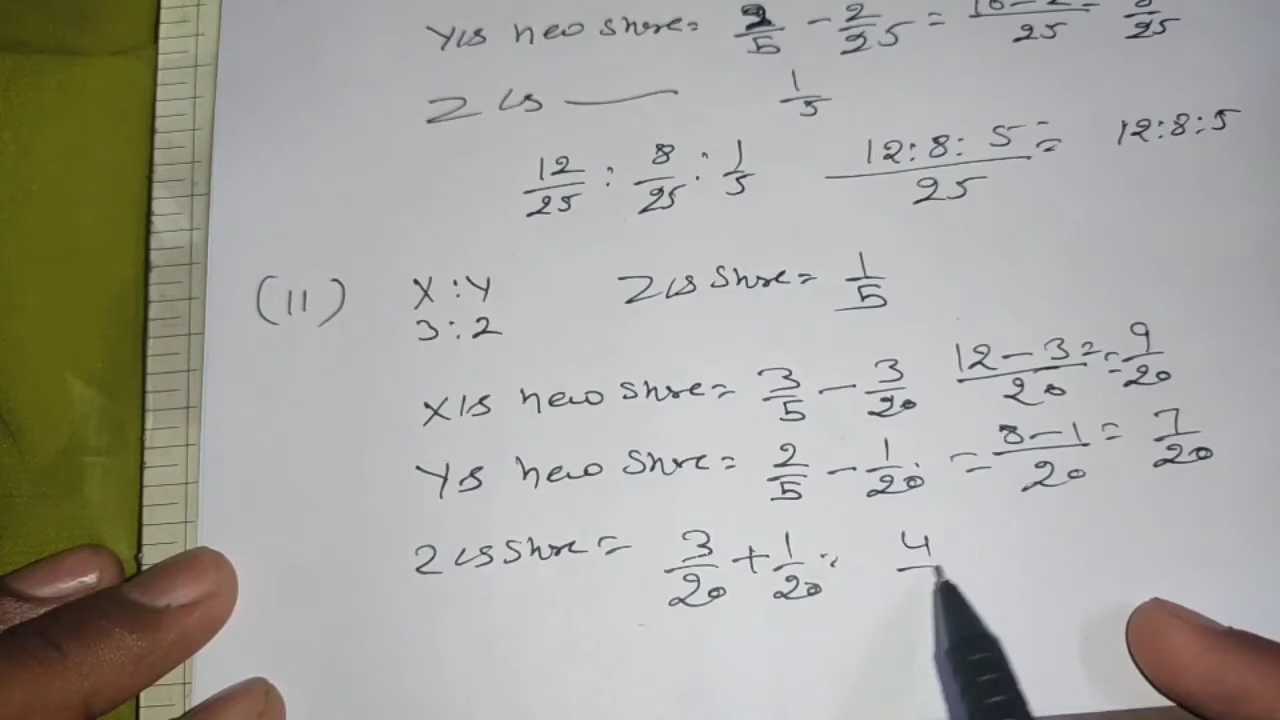 Y's new share = 2/5 - 2/25 = 10-2/25 = 8/25
Z's — 1/5
12/25 : 8/25 : 1/5 12:8:5/25 = 12:8:5
(11) X : Y Z's Share = 1/5
3 : 2
X's new Share = 3/5 - 3/20 12-3/20 = 9/20
Y's new Share = 2/5 - 1/20 = 8-1/20 = 7/20
Z's Share = 3/20 + 1/20 4